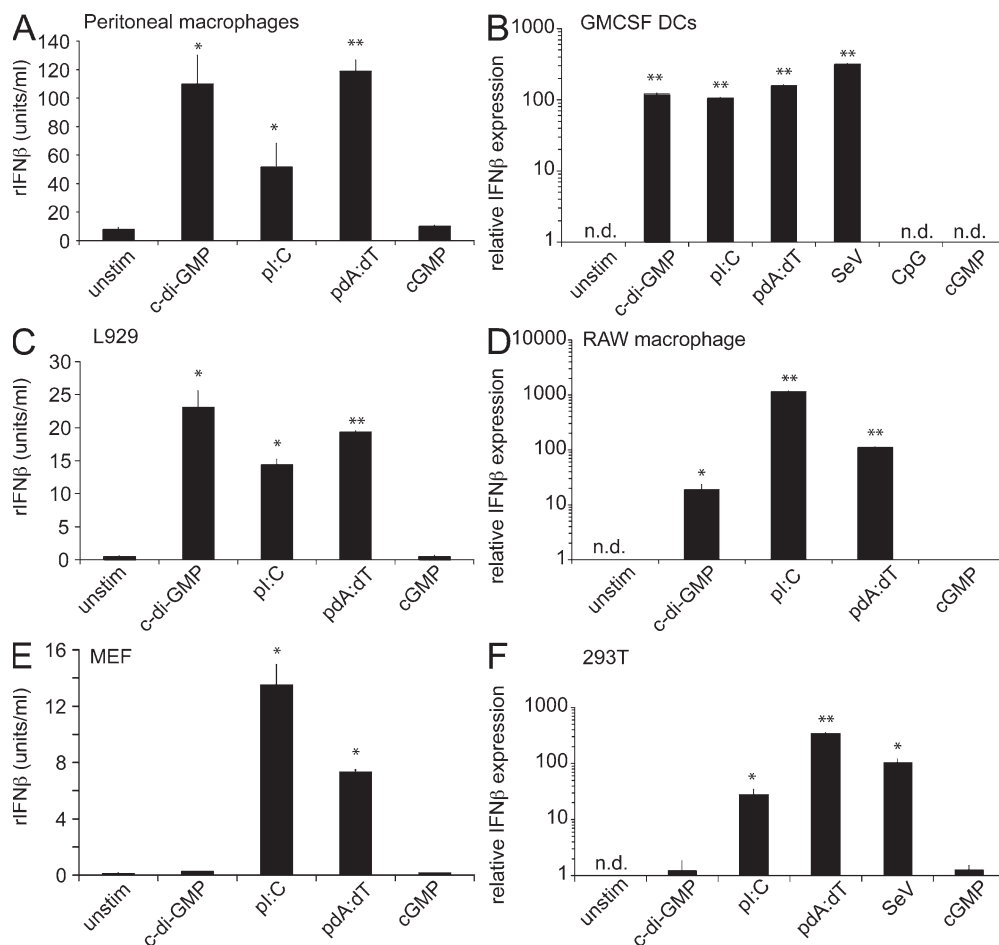 A Peritoneal macrophages
rIFNβ (units/ml)
140
120
100
80
60
40
20
0
* * **
unstim c-di-GMP pI:C pdA:dT cGMP
B GMCSF DCs
relative IFNβ expression
1000
100
10
1
** ** ** **
n.d. n.d. n.d.
unstim c-di-GMP pI:C pdA:dT SeV CpG cGMP
C L929
rIFNβ (units/ml)
30
25
20
15
10
5
0
* * **
unstim c-di-GMP pI:C pdA:dT cGMP
D RAW macrophage
relative IFNβ expression
10000
1000
100
10
1
* ** **
n.d.
unstim c-di-GMP pI:C pdA:dT cGMP
E MEF
rIFNβ (units/ml)
16
12
8
4
0
* *
unstim c-di-GMP pI:C pdA:dT cGMP
F 293T
relative IFNβ expression
1000
100
10
1
* ** *
n.d.
unstim c-di-GMP pI:C pdA:dT SeV cGMP